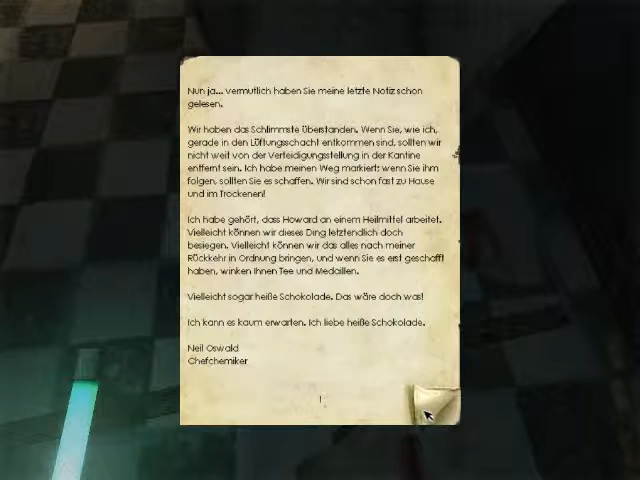 Nun ja... vermutlich haben Sie meine letzte Notiz schon
gelesen.
Wir haben das Schlimmste überstanden. Wenn Sie, wie ich,
gerade in den Lüftungsschacht entkommen sind, sollten wir
nicht weit von der Verteidigungsstellung in der Kantine
entfernt sein. Ich habe meinen Weg markiert; wenn Sie ihm
folgen, sollten Sie es schaffen. Wir sind schon fast zu Hause
und im Trockenen!
Ich habe gehört, dass Howard an einem Heilmittel arbeitet.
Vielleicht können wir dieses Ding letztendlich doch
besiegen. Vielleicht können wir das alles nach meiner
Rückkehr in Ordnung bringen, und wenn Sie es erst geschafft
haben, winken Ihnen Tee und Medaillen.
Vielleicht sogar heiße Schokolade. Das wäre doch was!
Ich kann es kaum erwarten. Ich liebe heiße Schokolade.
Neil Oswald
Chefchemiker
1